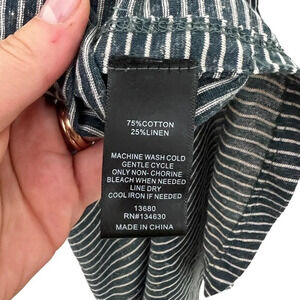 75%COTTON
25%LINEN
MACHINE WASH COLD
GENTLE CYCLE
ONLY NON- CHORINE
BLEACH WHEN NEEDED
LINE DRY
COOL IRON IF NEEDED
13680
RN#134630
MADE IN CHINA